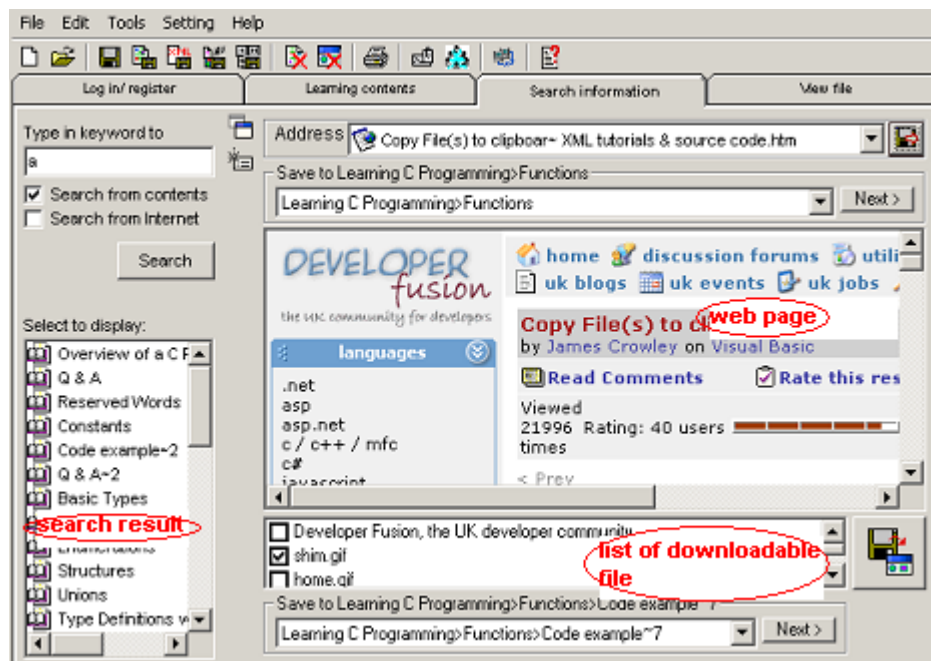 File Edit Tools Setting Help
Log in/ register Learning contents Search information View file
Type in keyword to
a
Search from contents
Search from Internet
Search
Select to display:
Overview of a C F
Q & A
Reserved Words
Constants
Code example~2
Q & A~2
Basic Types
search result
Enumerations
Structures
Unions
Type Definitions w
Address Copy File(s) to clipboar~ XML tutorials & source code.htm
Save to Learning C Programming>Functions
Learning C Programming>Functions Next >
DEVELOPER
fusion
the UK community for developers
languages
.net
asp
asp.net
c / c++ / mfc
c#
javascript
home discussion forums utili
uk blogs uk events uk jobs
Copy File(s) to cl
web page
by James Crowley on Visual Basic
Read Comments Rate this res
Viewed
21996 Rating: 40 users
times
< Prev
Developer Fusion, the UK developer community
shim.gif
home.gif
list of downloadable
file
Save to Learning C Programming>Functions>Code example~7
Learning C Programming>Functions>Code example~7 Next >